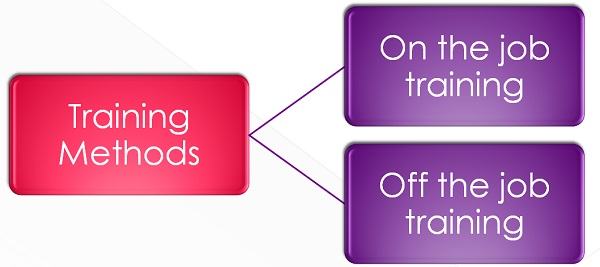 Training
Methods
On the job
training
Off the job
training